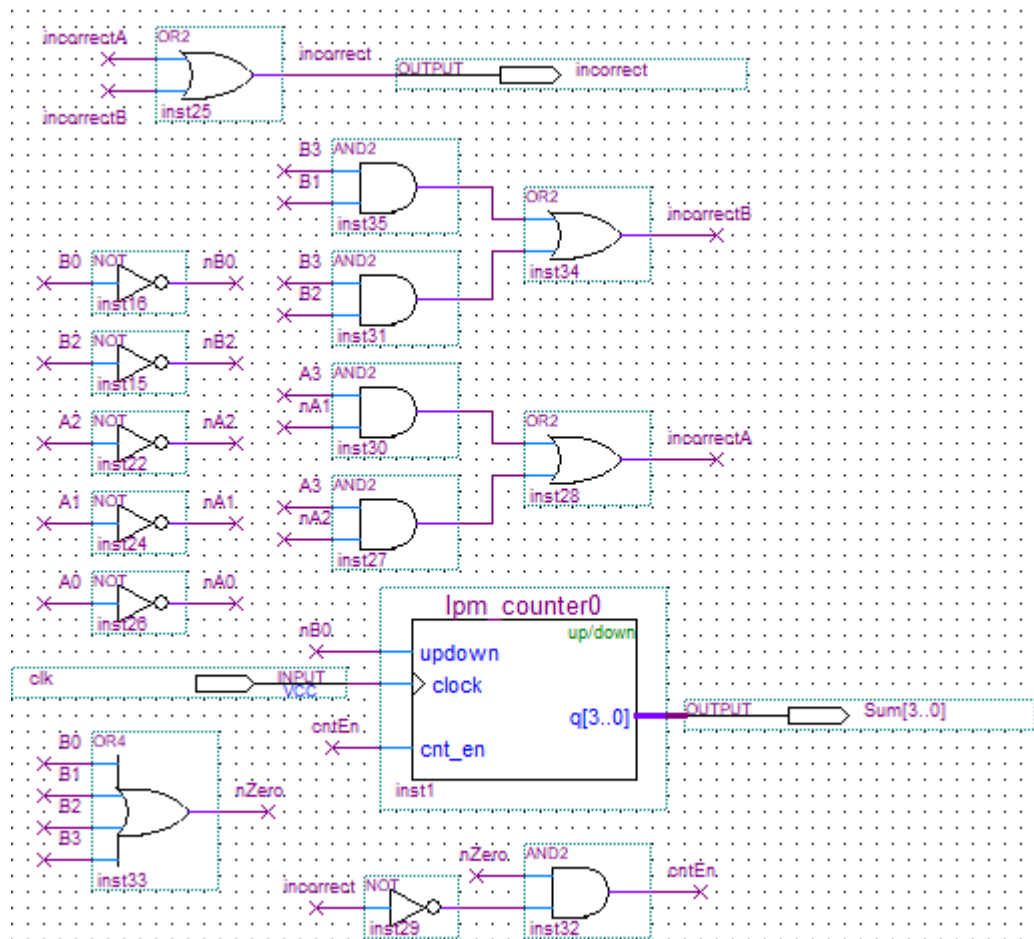 incorrectA
OR2
incorrect
OUTPUT
incorrect
incorrectB
inst25
B3
AND2
B1
inst35
OR2
incorrectB
inst34
B3
AND2
B2
inst31
B0
NOT
nB0
inst16
B2
NOT
nB2
inst15
A2
NOT
nA2
inst22
A1
NOT
nA1
inst24
A0
NOT
nA0
inst26
A3
AND2
nA1
inst30
OR2
incorrectA
inst28
A3
AND2
nA2
inst27
lpm_counter0
up/down
nB0
updown
clk
INPUT
VCC
clock
q[3..0]
OUTPUT
Sum[3..0]
cntEn
cnt_en
inst1
B0
OR4
B1
B2
B3
nZero
inst33
nZero
AND2
cntEn
incorrect
NOT
inst29
inst32